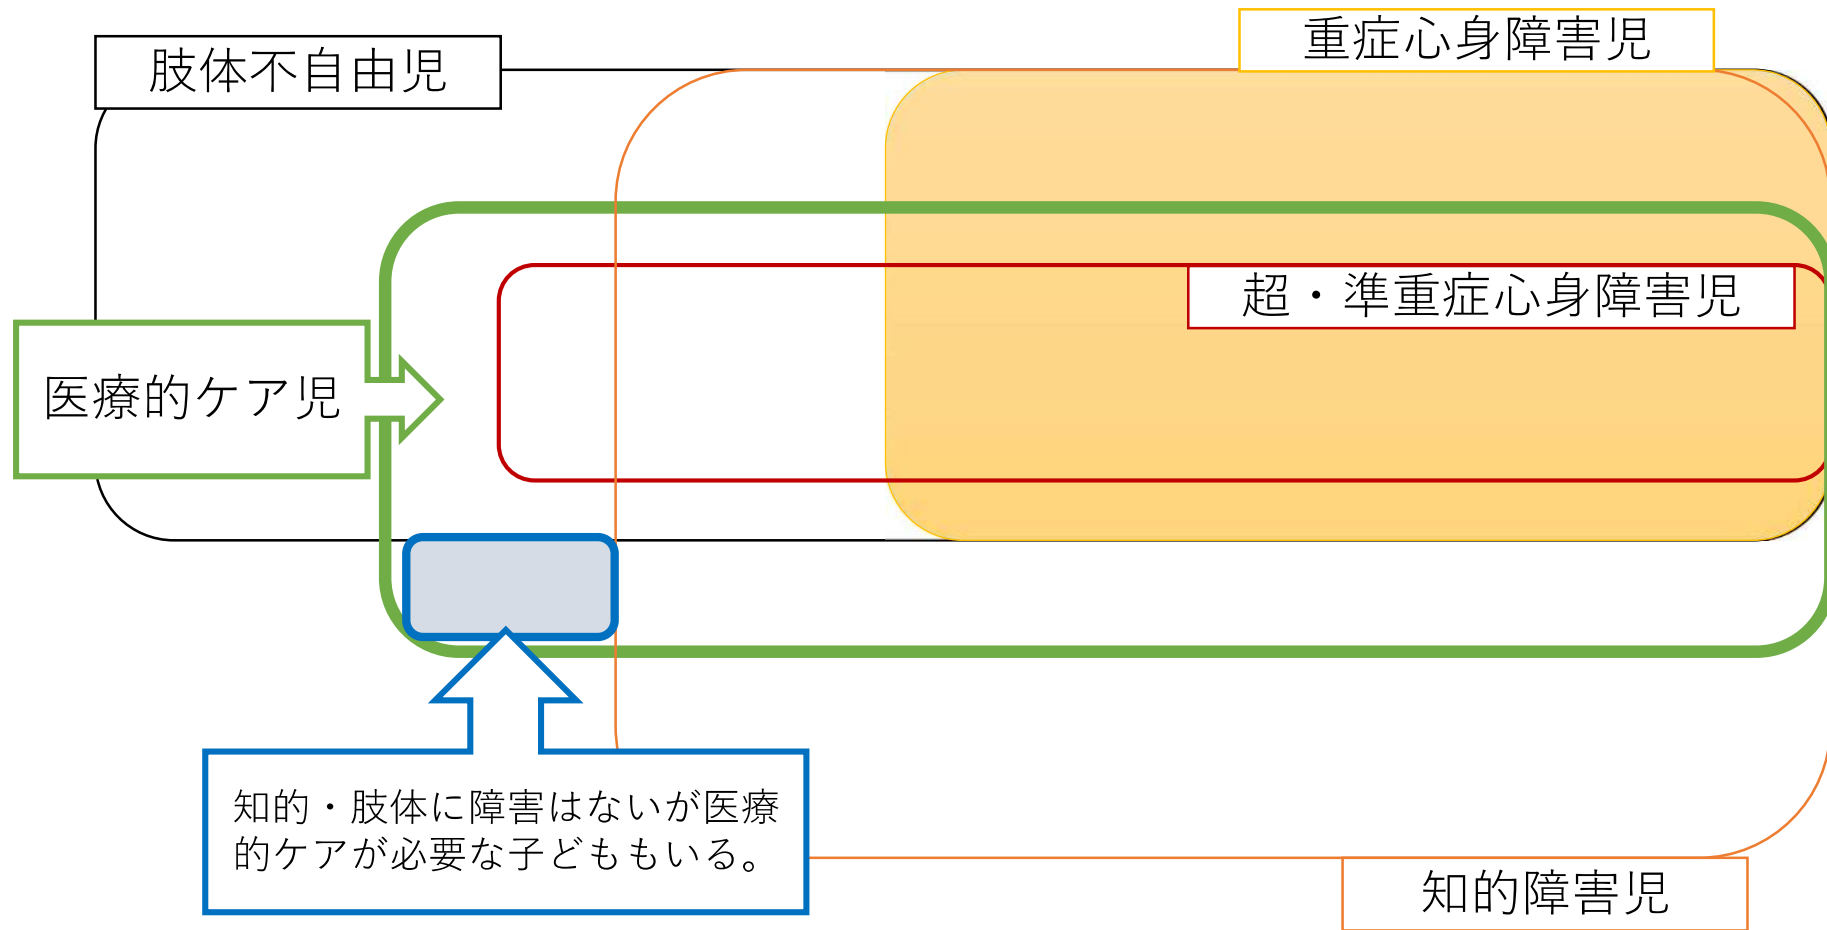 重症心身障害児
肢体不自由児
超・準重症心身障害児
医療的ケア児
知的・肢体に障害はないが医療
的ケアが必要な子どももいる。
知的障害児